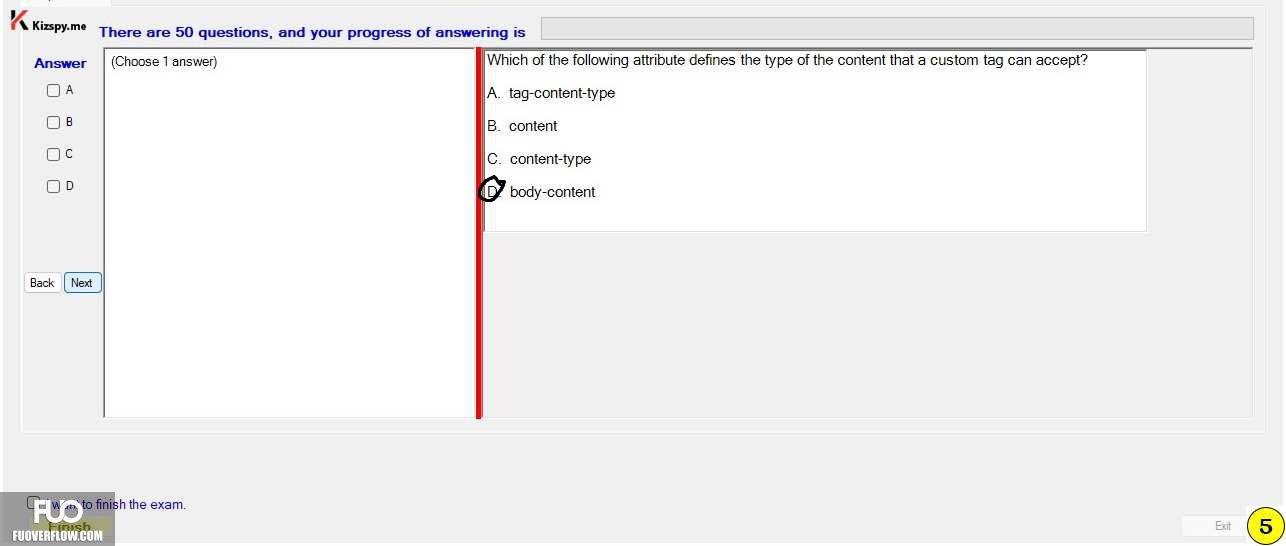 Kizspy.me
There are 50 questions, and your progress of answering is
Answer
A
B
C
D
Back
Next
(Choose 1 answer)
Which of the following attribute defines the type of the content that a custom tag can accept?
A. tag-content-type
B. content
C. content-type
D. body-content
I want to finish the exam.
Finish
FUO
FUOVERFLOW.COM
Exit
5